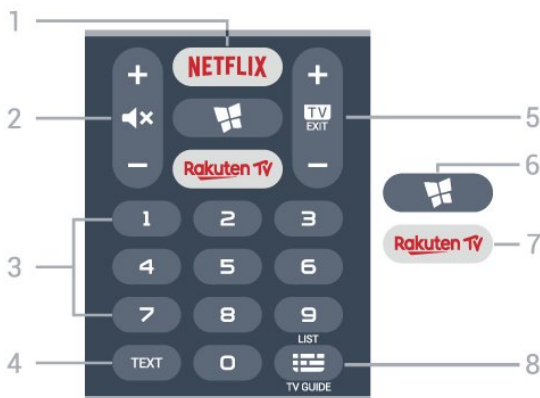 1
NETFLIX
+ +
2
TV
EXIT
5
- -
Rakuten TV
6
1 2 3
Rakuten TV
7
3
4 5 6
7 8 9
LIST
4
TEXT 0
8
TV GUIDE